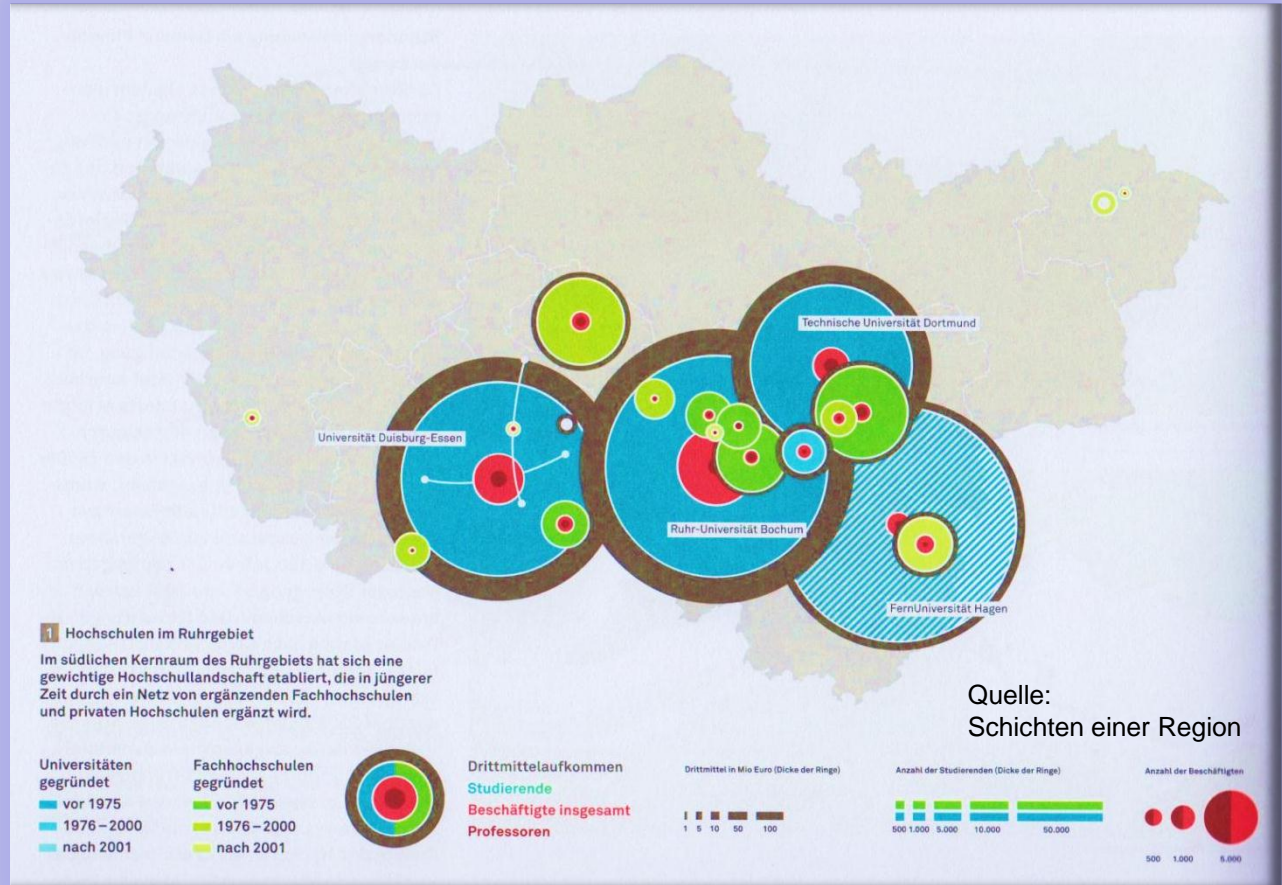 Technische Universität Dortmund
Universität Duisburg-Essen
Ruhr-Universität Bochum
FernUniversität Hagen
1 Hochschulen im Ruhrgebiet
Im südlichen Kernraum des Ruhrgebiets hat sich eine
gewichtige Hochschullandschaft etabliert, die in jüngerer
Zeit durch ein Netz von ergänzenden Fachhochschulen
und privaten Hochschulen ergänzt wird.
Quelle:
Schichten einer Region
Universitäten
gegründet
vor 1975
1976–2000
nach 2001
Fachhochschulen
gegründet
vor 1975
1976–2000
nach 2001
Drittmittelaufkommen
Studierende
Beschäftigte insgesamt
Professoren
Drittmittel in Mio Euro (Dicke der Ringe)
1 5 10 50 100
Anzahl der Studierenden (Dicke der Ringe)
500 1.000 5.000 10.000 50.000
Anzahl der Beschäftigten
500 1.000 5.000